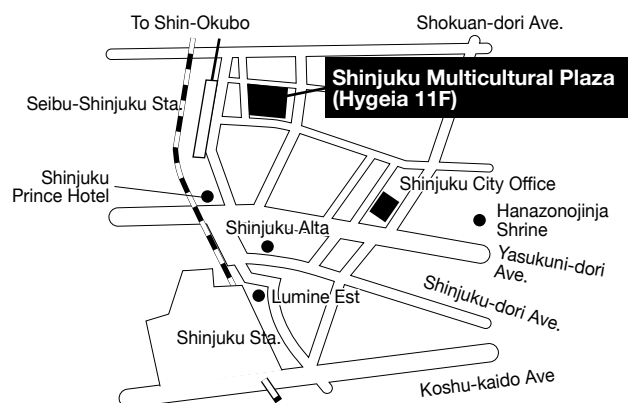 To Shin-Okubo
Shokuan-dori Ave.
Shinjuku Multicultural Plaza
(Hygeia 11F)
Seibu-Shinjuku Sta.
Shinjuku
Prince Hotel
Shinjuku City Office
Hanazonojinja
Shrine
Shinjuku Alta
Yasukuni-dori
Ave.
Lumine Est
Shinjuku-dori Ave.
Shinjuku Sta.
Koshu-kaido Ave